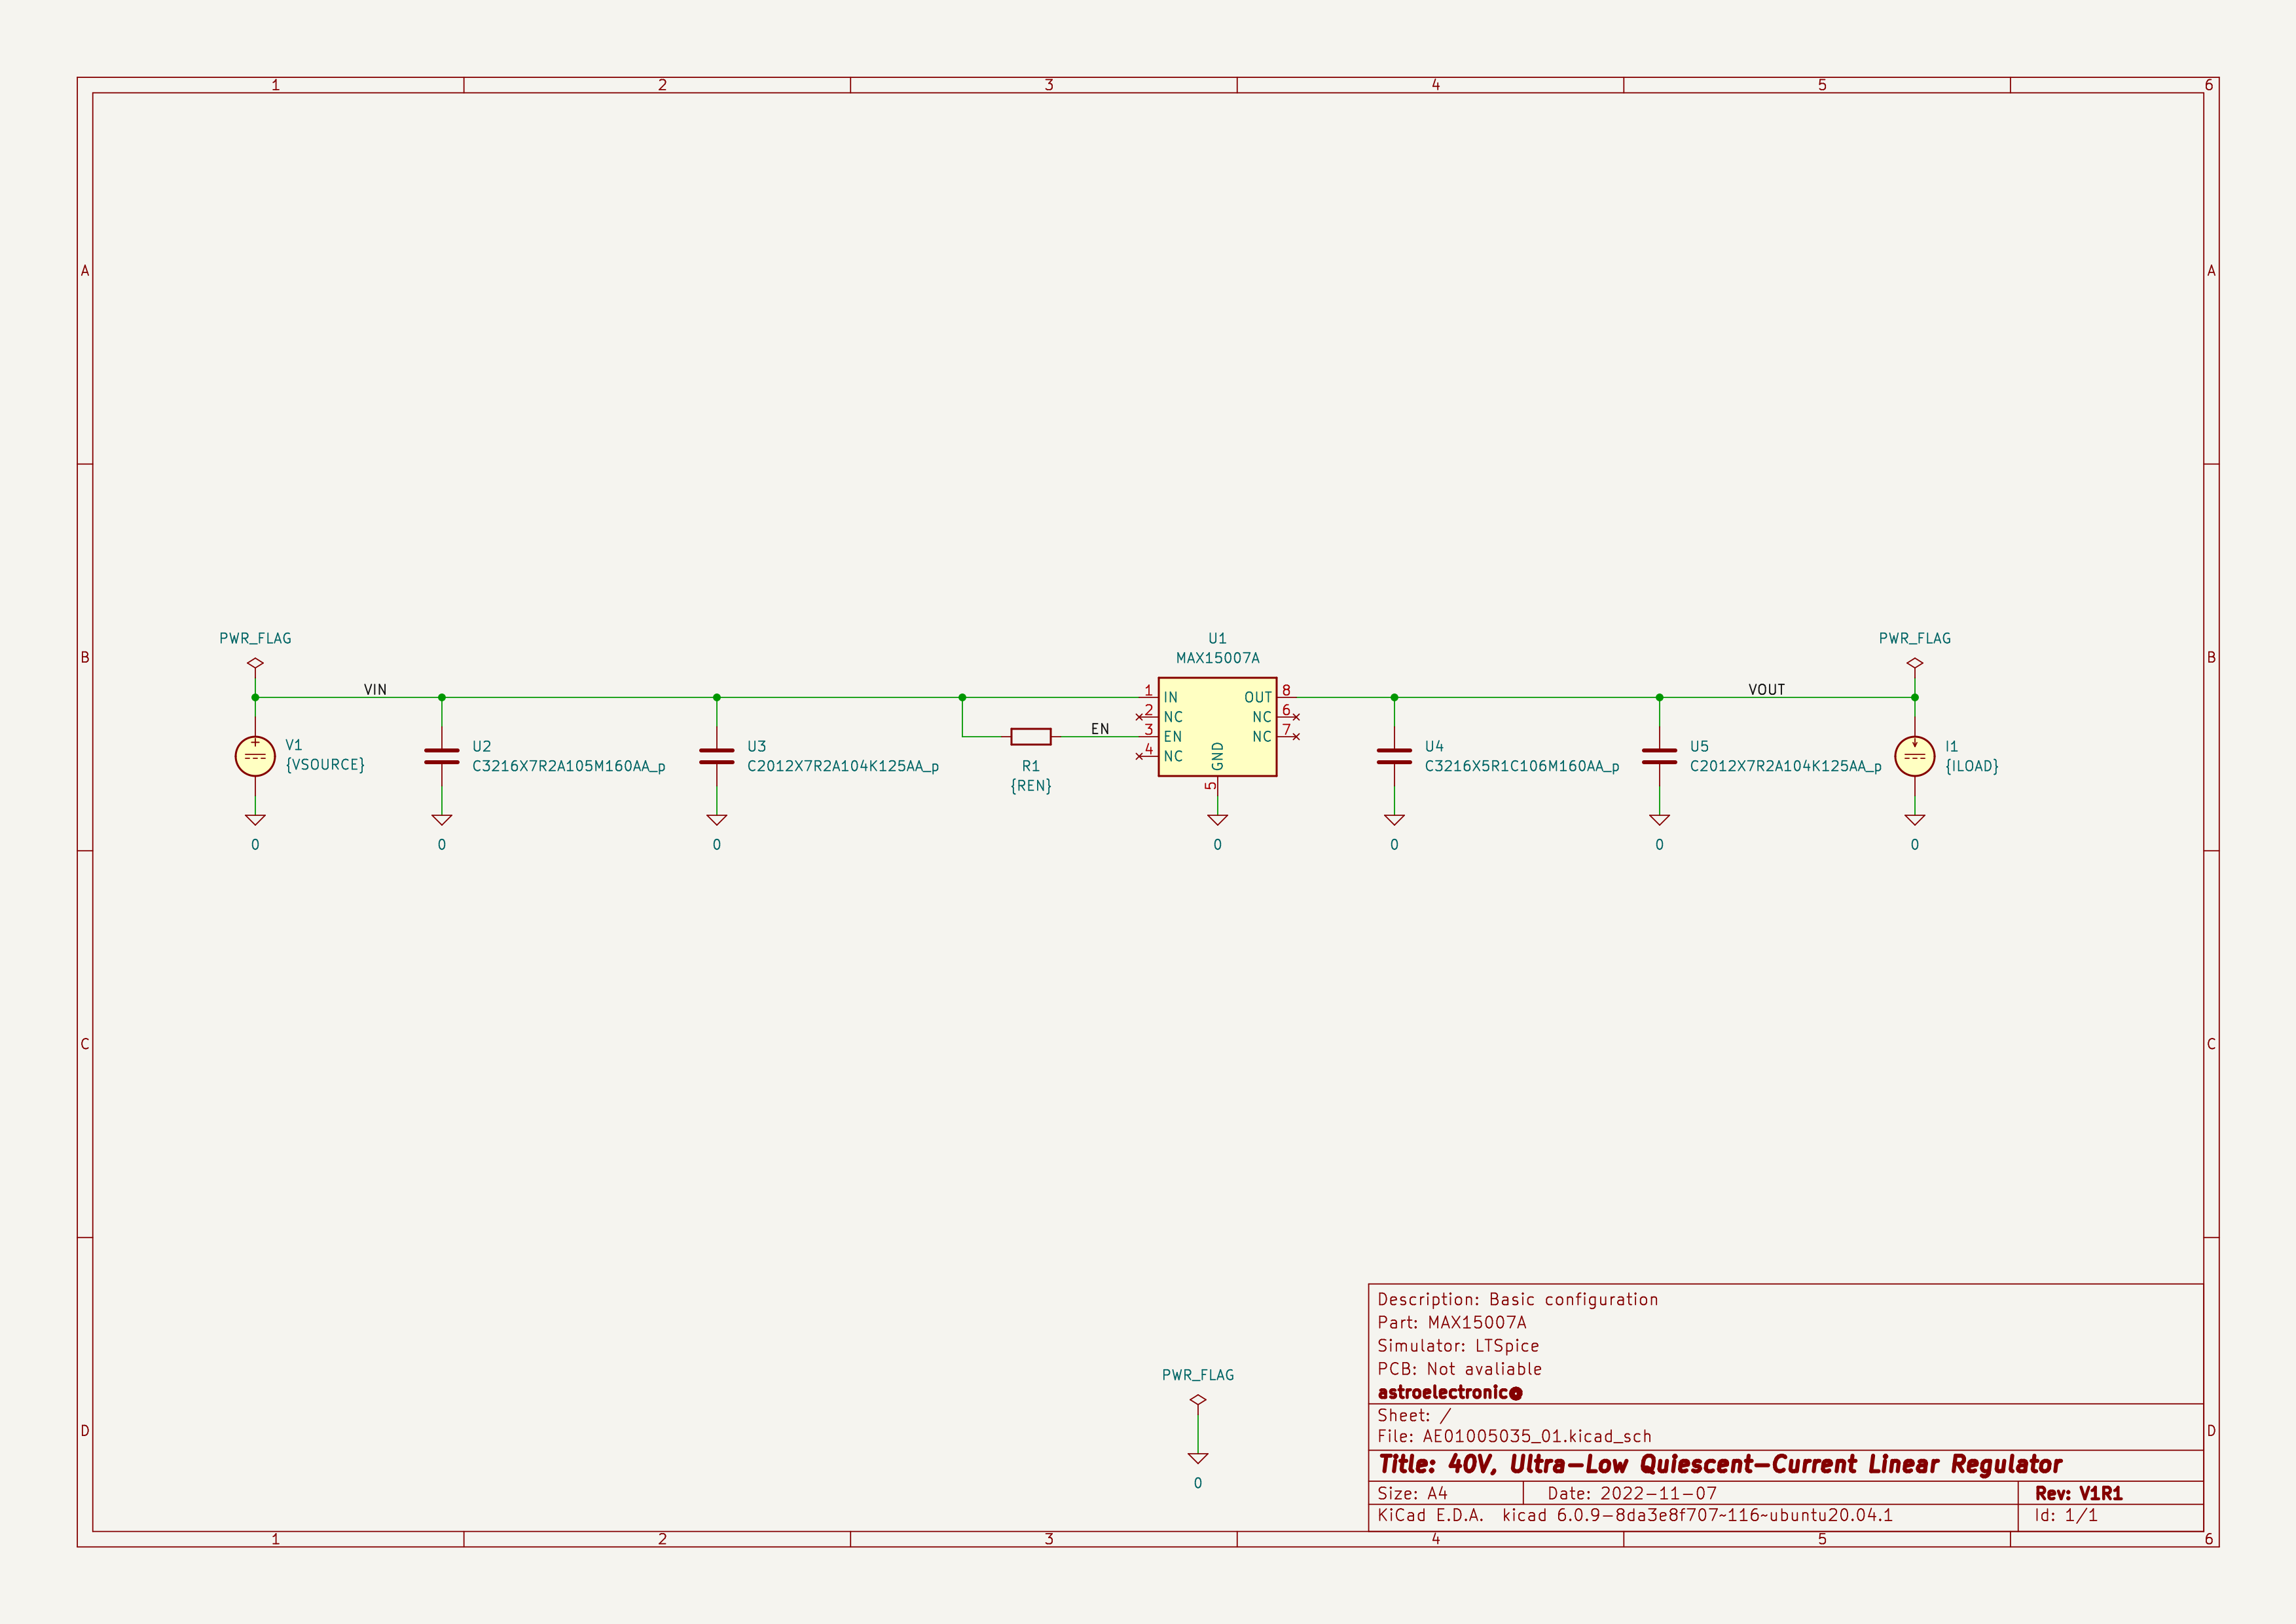 1 2 3 4 5 6
A A
PWR_FLAG U1 PWR_FLAG
B MAX15007A B
VIN 1 IN OUT 8 VOUT
2 NC NC 6
EN 3 EN NC 7
4 NC
GND
5
V1
{VSOURCE}
U2
C3216X7R2A105M160AA_p
U3
C2012X7R2A104K125AA_p
R1
{REN}
U4
C3216X5R1C106M160AA_p
U5
C2012X7R2A104K125AA_p
I1
{ILOAD}
0 0 0 0 0 0 0
C C
Description: Basic configuration
Part: MAX15007A
Simulator: LTSpice
PCB: Not avaliable
astroelectronic@
PWR_FLAG
0
Sheet: /
File: AE01005035_01.kicad_sch
D D
Title: 40V, Ultra-Low Quiescent-Current Linear Regulator
Size: A4 Date: 2022-11-07 Rev: V1R1
KiCad E.D.A. kicad 6.0.9-8da3e8f707~116~ubuntu20.04.1 Id: 1/1
1 2 3 4 5 6